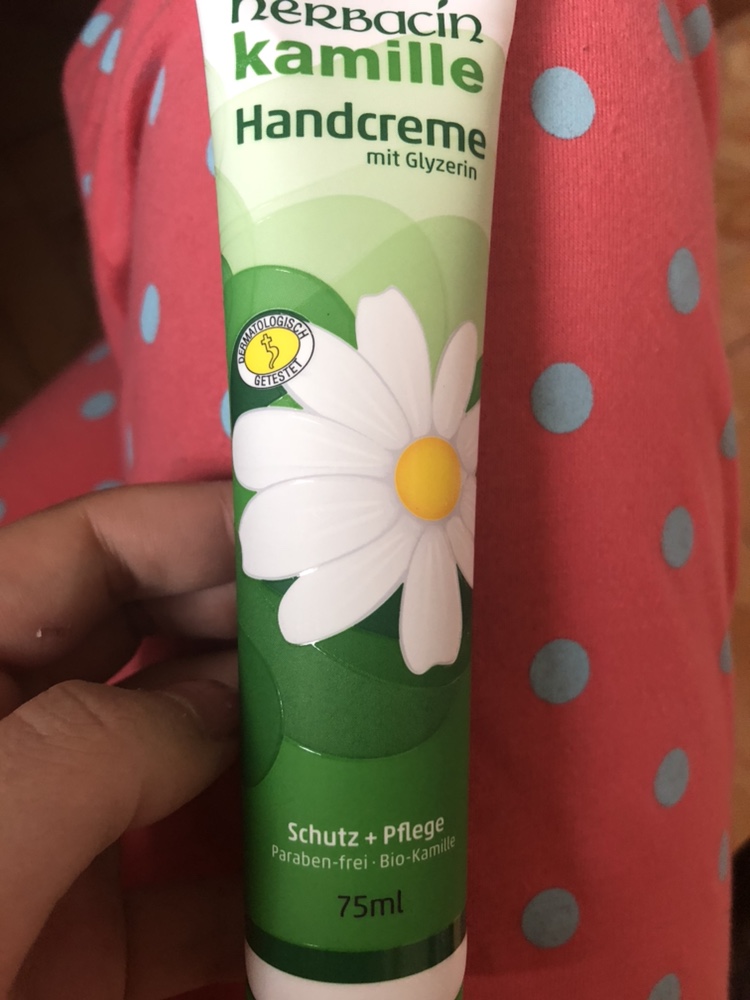 herbacin
kamille
Handcreme
mit Glyzerin
DERMATOLOGISCH
GETESTET
Schutz + Pflege
Paraben-frei · Bio-Kamille
75ml